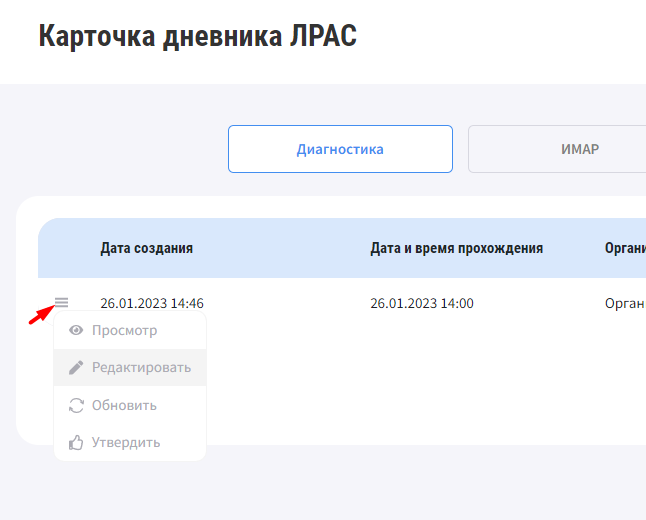 Карточка дневника ЛРАС
Диагностика ИМАР
Дата создания Дата и время прохождения Органи
26.01.2023 14:46 26.01.2023 14:00 Орган
Просмотр
Редактировать
Обновить
Утвердить